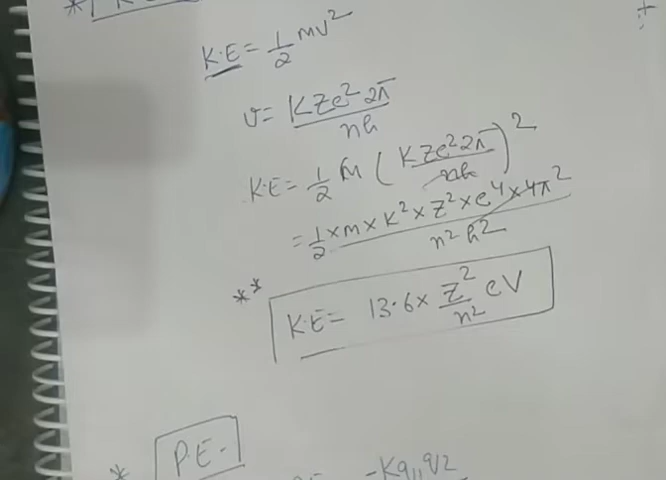 K.E = 1/2 mv²
v = KZe² 2π / nh
K.E = 1/2 m ( KZe² 2π / nh )²
= 1/2 × m × K² × Z² × e⁴ × 4π² / n² h²
** K.E = 13.6 × Z²/n² eV
* P.E -
-Kq₁q₂